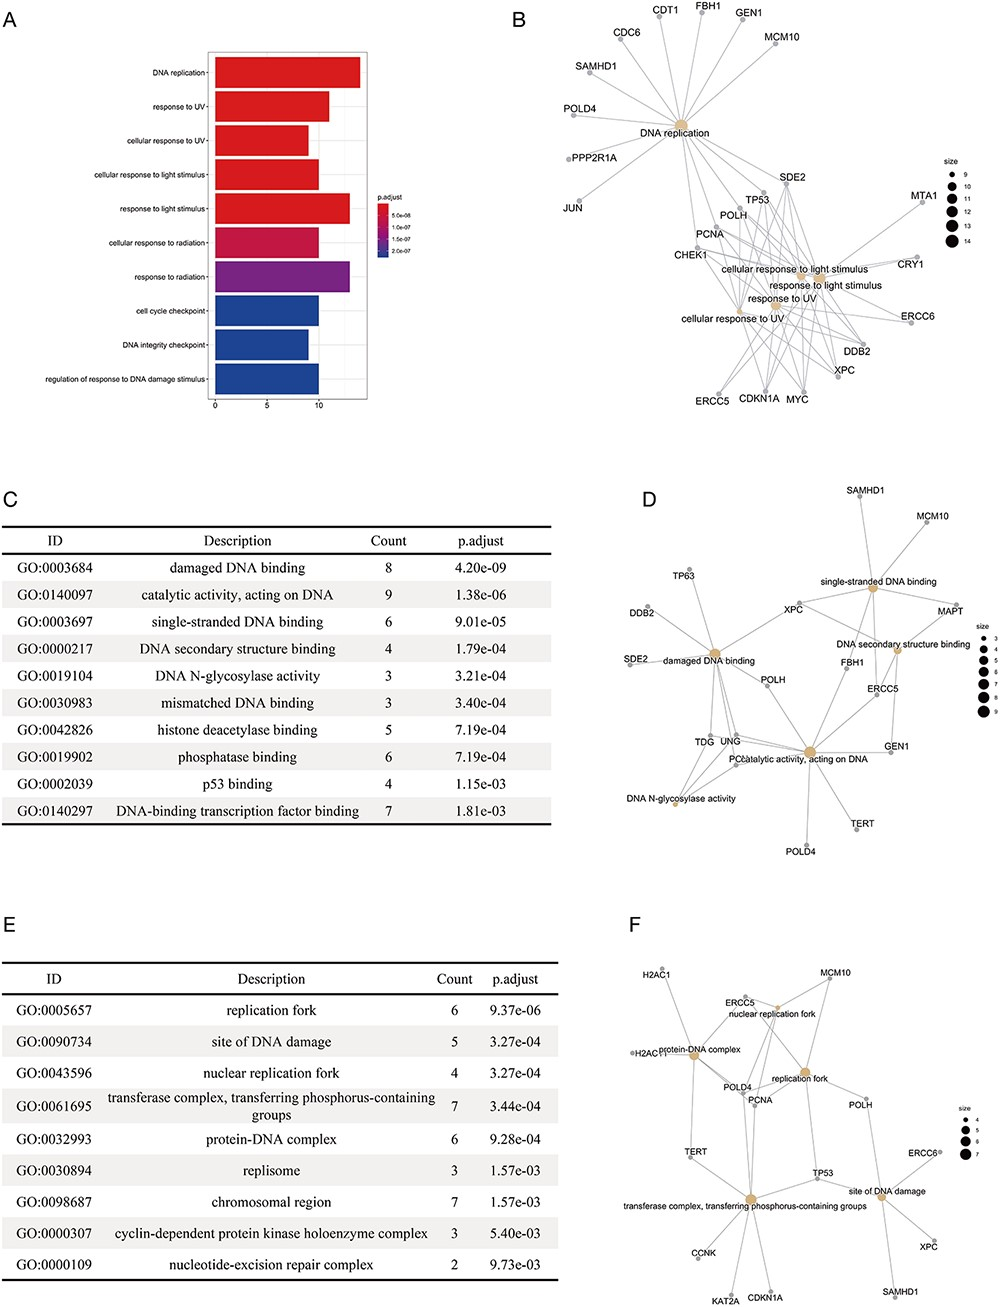 A
DNA replication
response to UV
cellular response to UV
cellular response to light stimulus
response to light stimulus
cellular response to radiation
response to radiation
cell cycle checkpoint
DNA integrity checkpoint
regulation of response to DNA damage stimulus
0 5 10
p.adjust
5.0e-08
1.0e-07
1.5e-07
2.0e-07
B
CDT1
FBH1
GEN1
CDC6
MCM10
SAMHD1
POLD4
DNA replication
PPP2R1A
JUN
SDE2
TP53
POLH
PCNA
CHEK1
MTA1
cellular response to light stimulus
CRY1
response to light stimulus
response to UV
cellular response to UV
ERCC6
DDB2
XPC
ERCC5
CDKN1A
MYC
size
9
10
11
12
13
14
C
ID Description Count p.adjust
GO:0003684 damaged DNA binding 8 4.20e-09
GO:0140097 catalytic activity, acting on DNA 9 1.38e-06
GO:0003697 single-stranded DNA binding 6 9.01e-05
GO:0000217 DNA secondary structure binding 4 1.79e-04
GO:0019104 DNA N-glycosylase activity 3 3.21e-04
GO:0030983 mismatched DNA binding 3 3.40e-04
GO:0042826 histone deacetylase binding 5 7.19e-04
GO:0019902 phosphatase binding 6 7.19e-04
GO:0002039 p53 binding 4 1.15e-03
GO:0140297 DNA-binding transcription factor binding 7 1.81e-03
D
SAMHD1
MCM10
TP63
single-stranded DNA binding
DDB2
XPC
MAPT
DNA secondary structure binding
SDE2
damaged DNA binding
FBH1
POLH
ERCC5
TDG UNG
GEN1
catalytic activity, acting on DNA
DNA N-glycosylase activity
TERT
POLD4
size
3
4
5
6
7
8
9
E
ID Description Count p.adjust
GO:0005657 replication fork 6 9.37e-06
GO:0090734 site of DNA damage 5 3.27e-04
GO:0043596 nuclear replication fork 4 3.27e-04
GO:0061695 transferase complex, transferring phosphorus-containing groups 7 3.44e-04
GO:0032993 protein-DNA complex 6 9.28e-04
GO:0030894 replisome 3 1.57e-03
GO:0098687 chromosomal region 7 1.57e-03
GO:0000307 cyclin-dependent protein kinase holoenzyme complex 3 5.40e-03
GO:0000109 nucleotide-excision repair complex 2 9.73e-03
F
H2AC1
MCM10
ERCC5
nuclear replication fork
protein-DNA complex
replication fork
POLD4
PCNA
POLH
TERT
ERCC6
TP53
site of DNA damage
transferase complex, transferring phosphorus-containing groups
CCNK
XPC
KAT2A
CDKN1A
SAMHD1
size
4
5
6
7